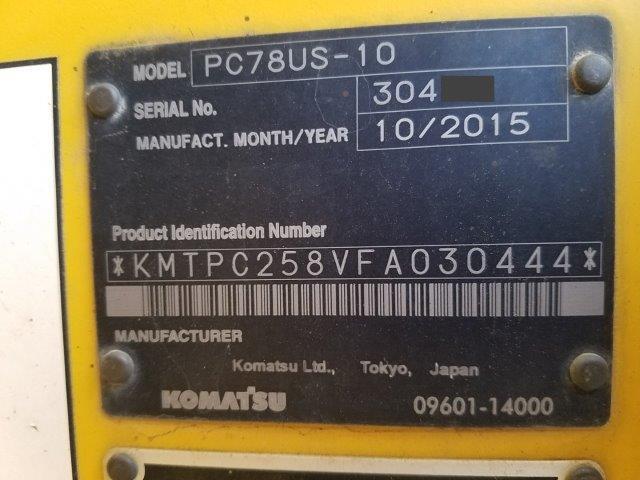 MODEL PC78US-10
SERIAL No. 304
MANUFACT. MONTH/YEAR 10/2015
Product Identification Number
*KMTPC258VFA030444*
MANUFACTURER
Komatsu Ltd., Tokyo, Japan
KOMATSU 09601-14000